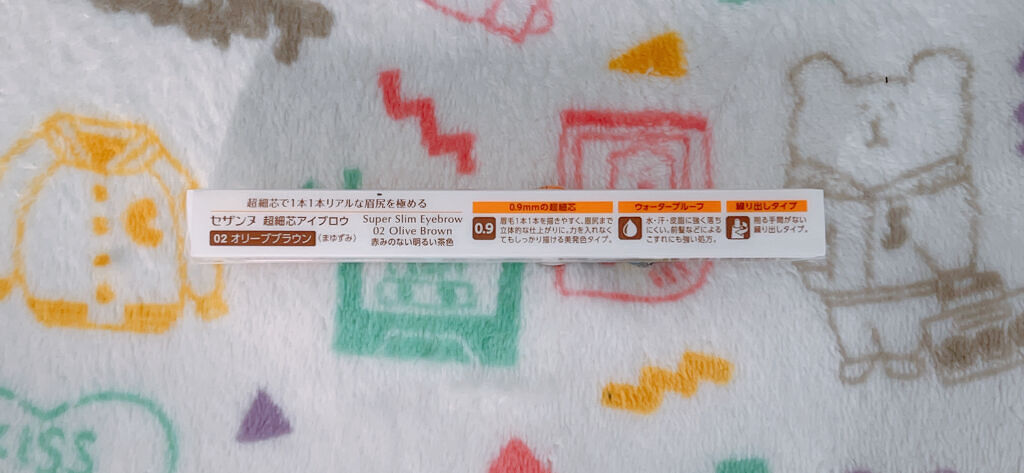 超細芯で1本1本リアルな眉尻を極める
セザンヌ 超細芯アイブロウ
02 オリーブブラウン (まゆずみ)
Super Slim Eyebrow
02 Olive Brown
赤みのない明るい茶色
0.9mmの超細芯
0.9
眉毛1本1本を描きやすく、眉尻まで
立体的な仕上がりに。力を入れなく
てもしっかり描ける美発色タイプ。
ウォータープルーフ
水・汗・皮脂に強く落ち
にくい。前髪などによる
こすれにも強い処方。
繰り出しタイプ
削る手間がない
繰り出しタイプ。
KISS